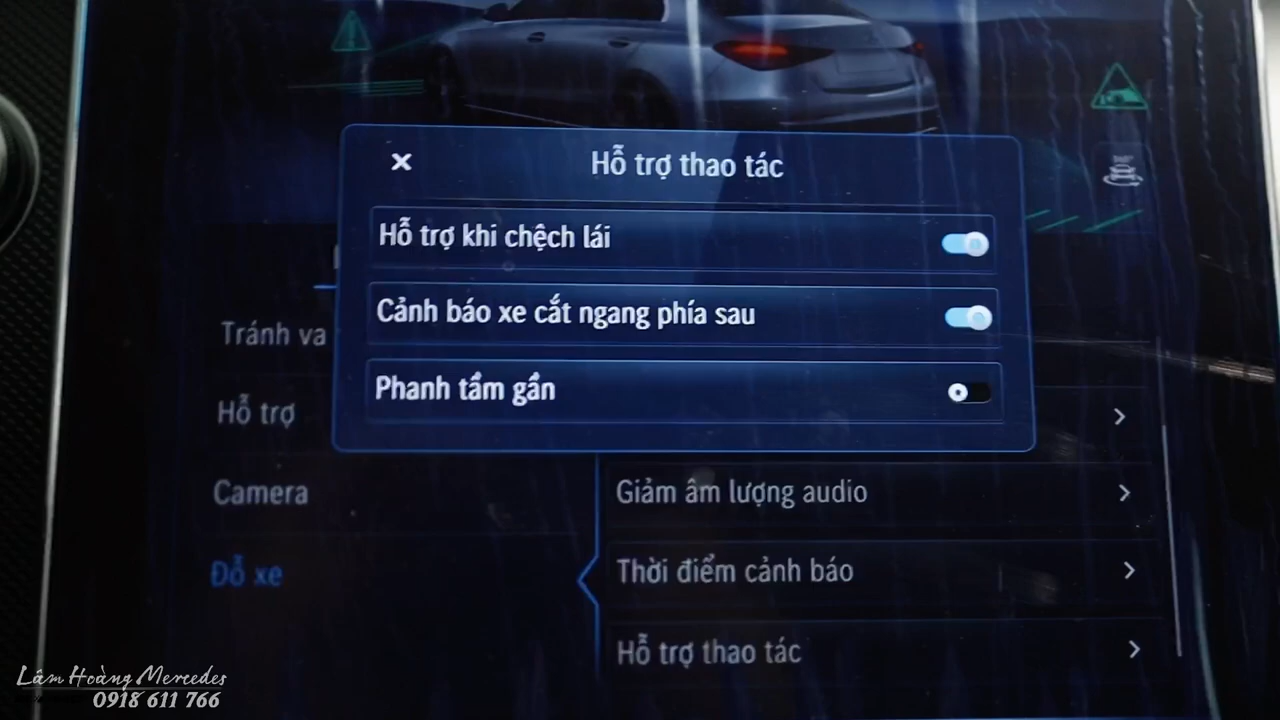 360°
Hỗ trợ thao tác
Hỗ trợ khi chệch lái
Cảnh báo xe cắt ngang phía sau
Phanh tầm gần
Tránh va
Hỗ trợ
Camera
Đỗ xe
Giảm âm lượng audio
Thời điểm cảnh báo
Hỗ trợ thao tác
Lâm Hoàng Mercedes
0918 611 766